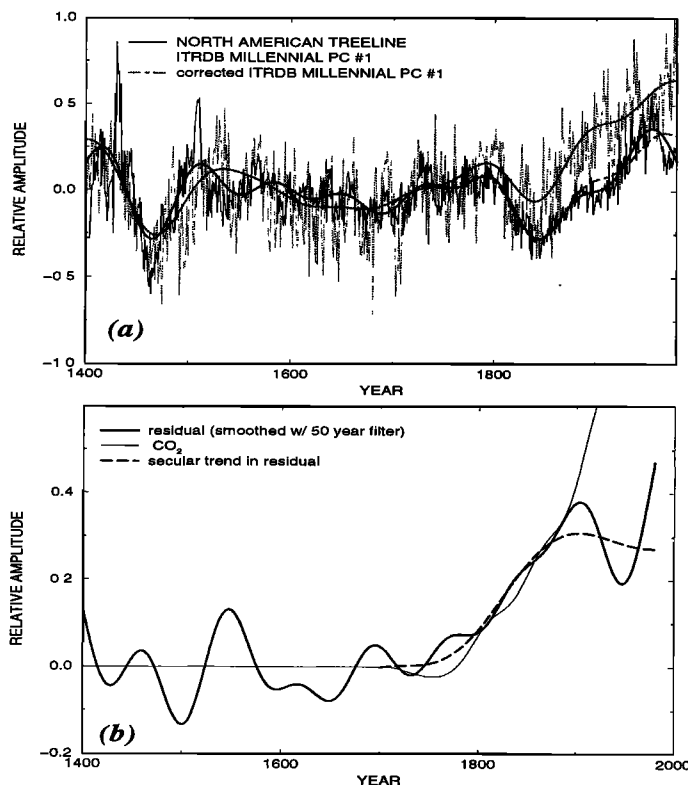 1.0
0.5
0.0
−0.5
−1.0
RELATIVE AMPLITUDE
NORTH AMERICAN TREELINE
ITRDB MILLENNIAL PC #1
corrected ITRDB MILLENNIAL PC #1
(a)
1400
1600
1800
YEAR
0.4
0.2
0.0
−0.2
RELATIVE AMPLITUDE
residual (smoothed w/ 50 year filter)
CO2
secular trend in residual
(b)
1400
1600
1800
2000
YEAR